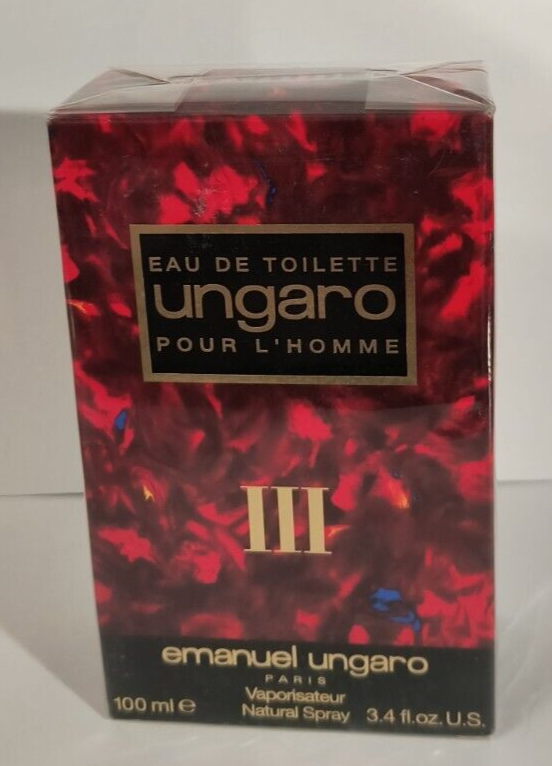 EAU DE TOILETTE
ungaro
POUR L'HOMME
III
emanuel ungaro
PARIS
Vaporisateur
100 ml e Natural Spray 3.4 fl.oz. U.S.